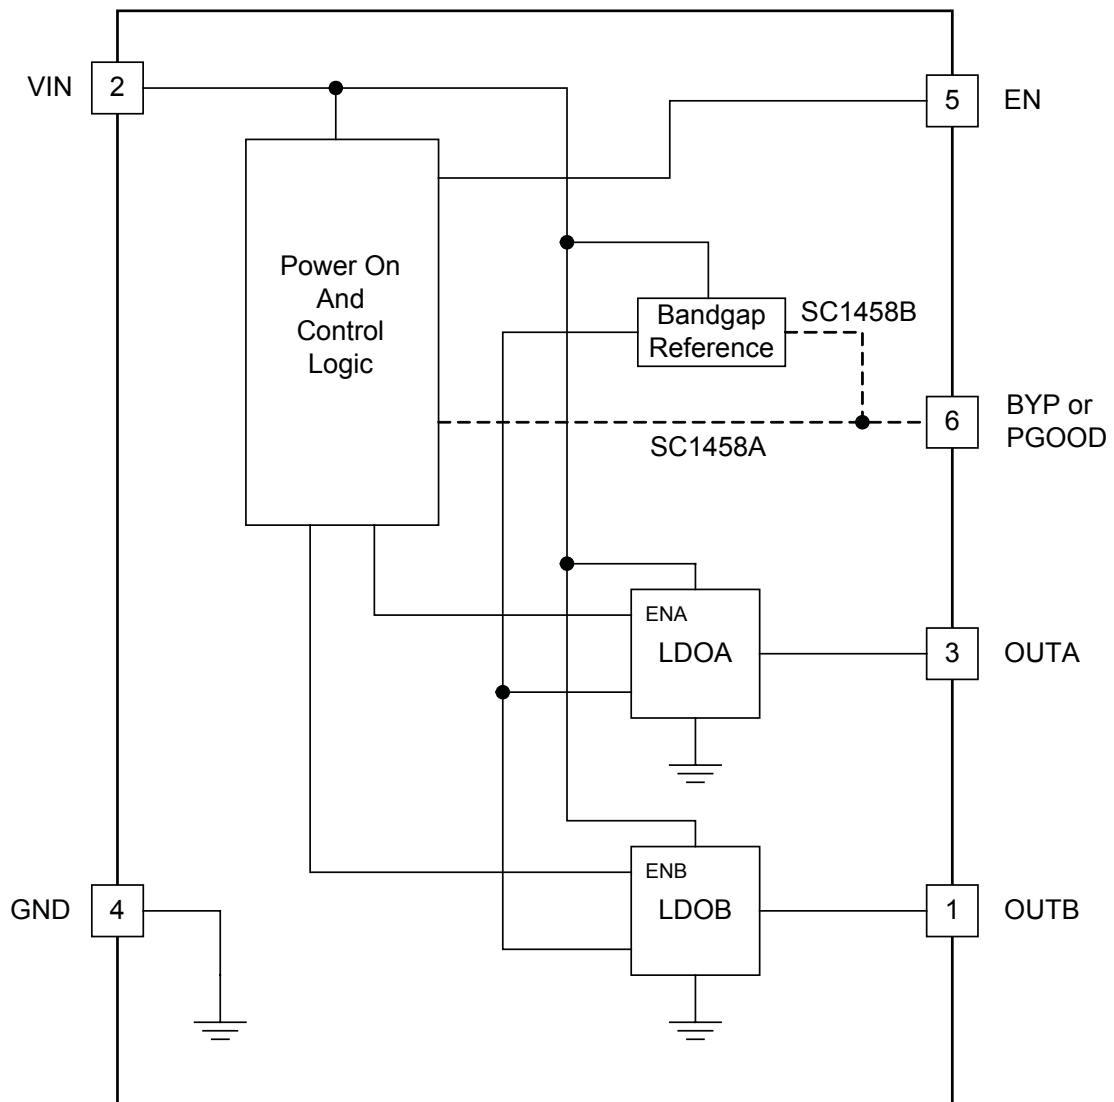 VIN
2
5
EN
Power On
And
Control
Logic
Bandgap
Reference
SC1458B
SC1458A
6
BYP or
PGOOD
ENA
LDOA
3
OUTA
ENB
LDOB
GND
4
1
OUTB